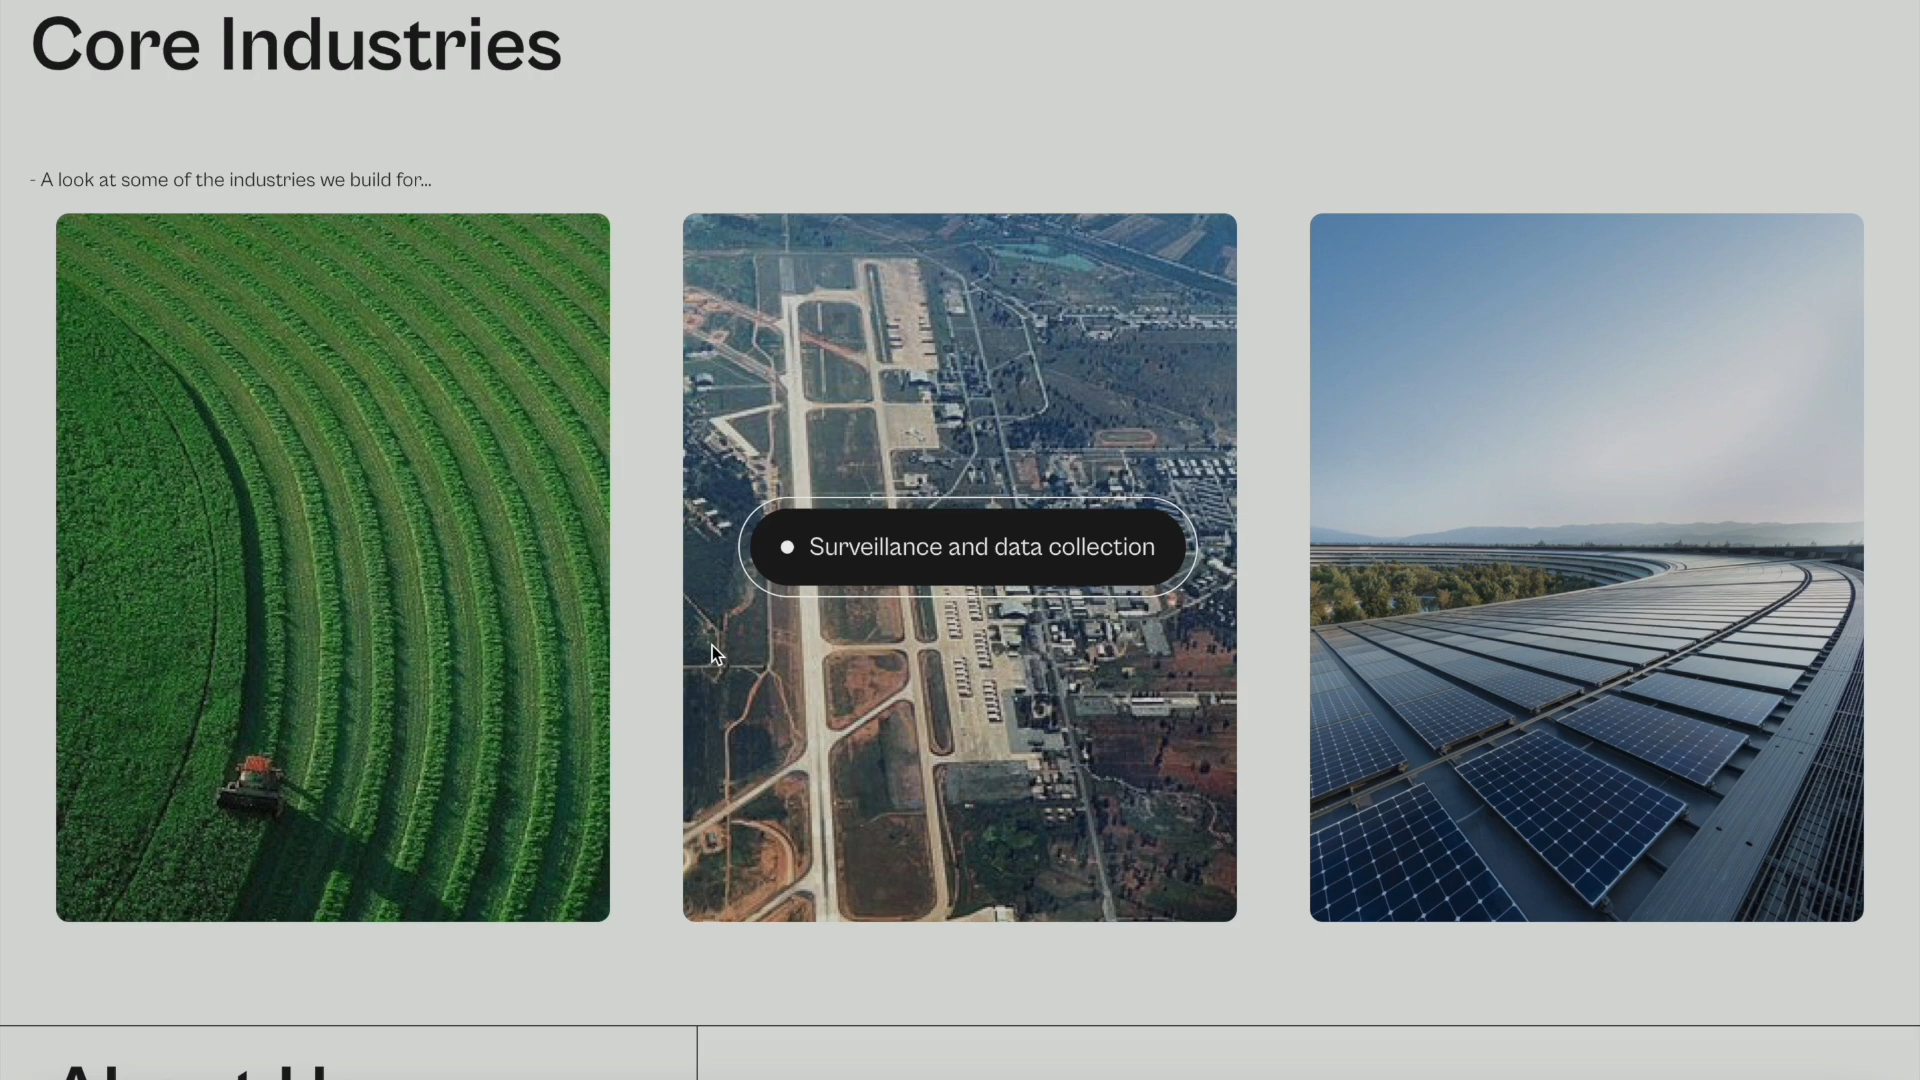 Core Industries
- A look at some of the industries we build for...
Surveillance and data collection